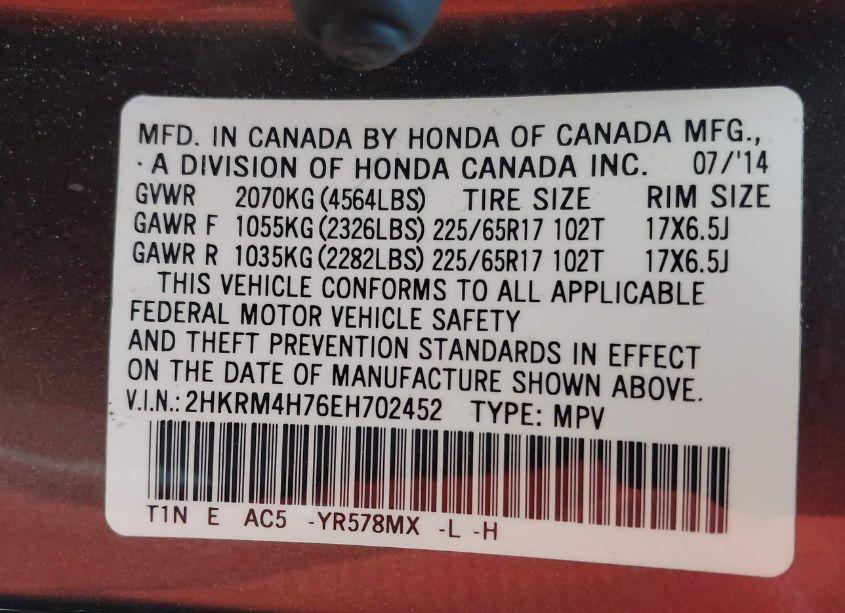 MFD. IN CANADA BY HONDA OF CANADA MFG.,
· A DIVISION OF HONDA CANADA INC. 07/'14
GVWR 2070KG (4564LBS) TIRE SIZE RIM SIZE
GAWR F 1055KG (2326LBS) 225/65R17 102T 17X6.5J
GAWR R 1035KG (2282LBS) 225/65R17 102T 17X6.5J
THIS VEHICLE CONFORMS TO ALL APPLICABLE
FEDERAL MOTOR VEHICLE SAFETY
AND THEFT PREVENTION STANDARDS IN EFFECT
ON THE DATE OF MANUFACTURE SHOWN ABOVE.
V.I.N.: 2HKRM4H76EH702452 TYPE: MPV
T1N E AC5 -YR578MX -L -H